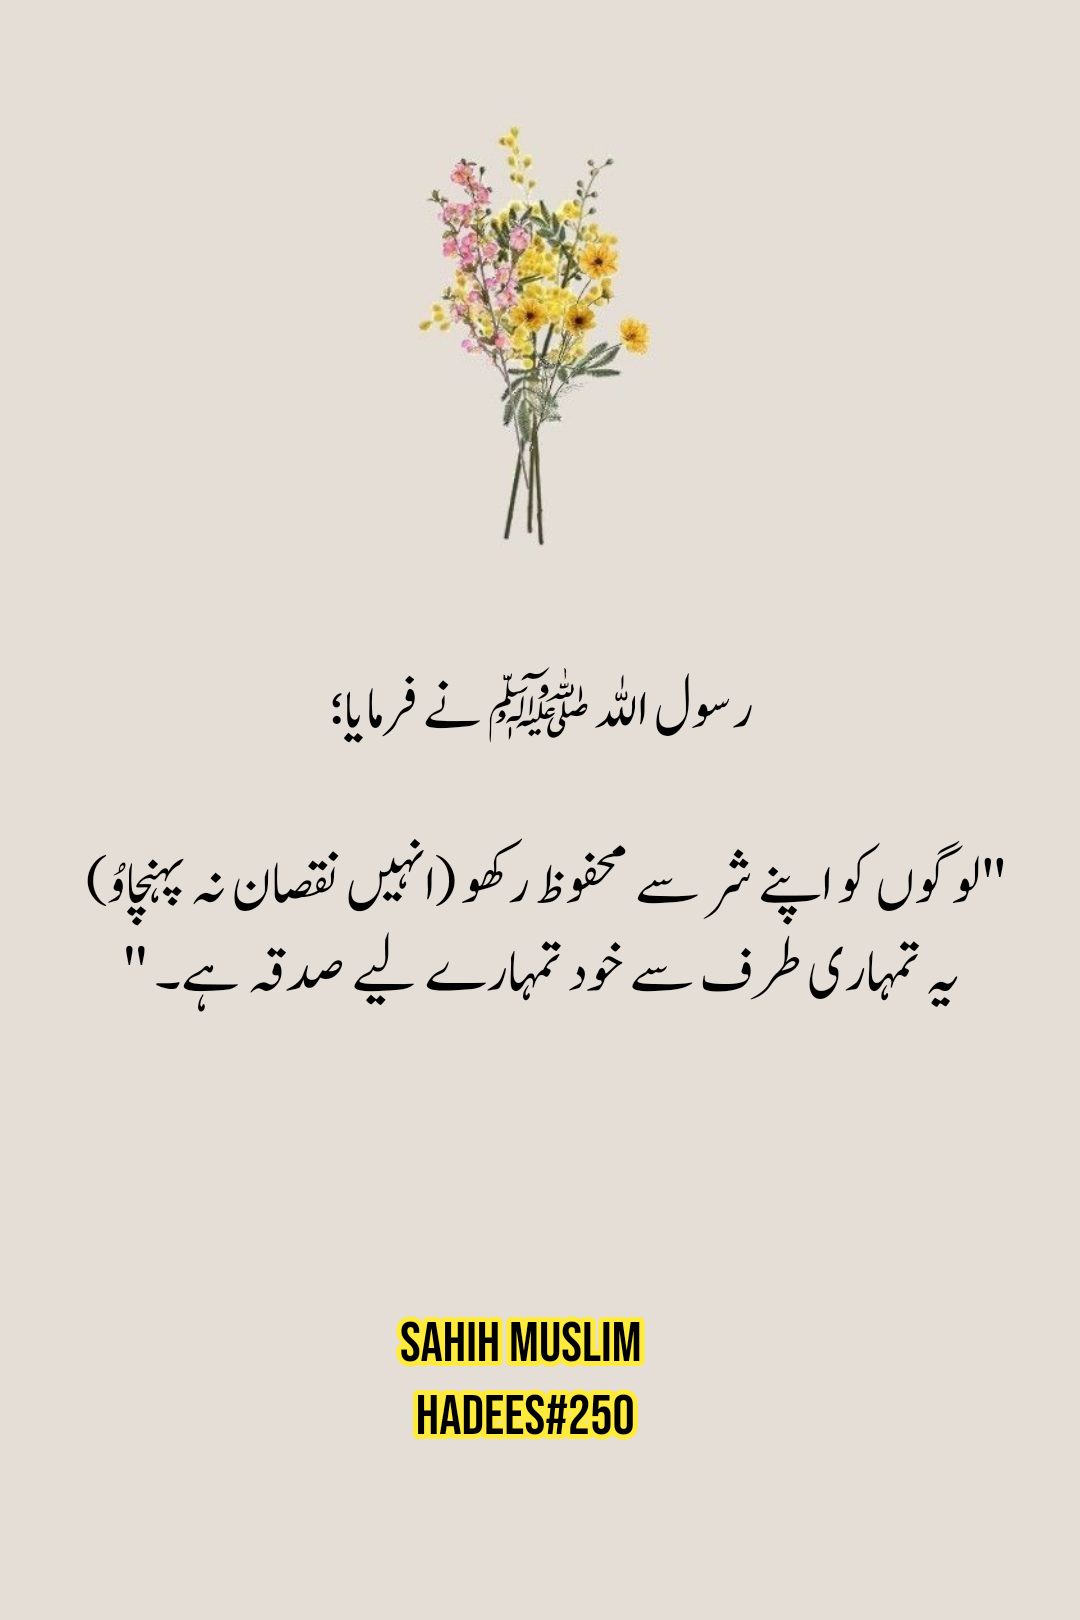 رسول اللہ ﷺ نے فرمایا؛
"لوگوں کو اپنے شر سے محفوظ رکھو (انہیں نقصان نہ پہنچاؤ)
یہ تمہاری طرف سے خود تمہارے لیے صدقہ ہے۔ "
SAHIH MUSLIM
HADEES#250